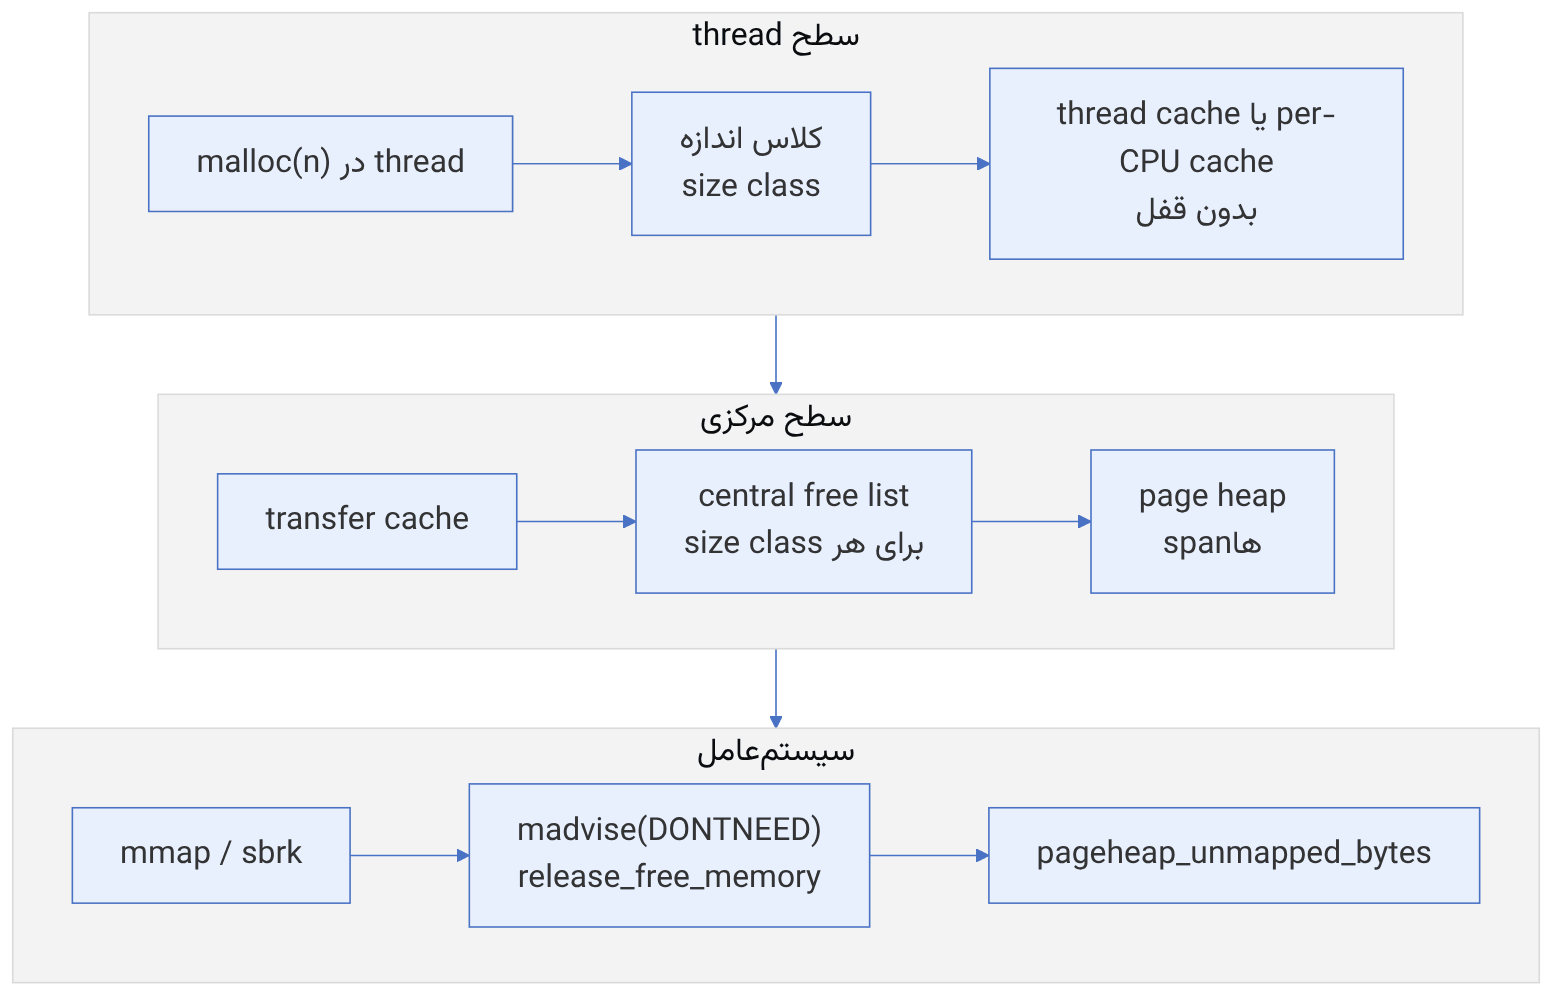 سطح thread
malloc(n) در thread
کلاس اندازه
size class
thread cache یا per-
CPU cache
بدون قفل
سطح مرکزی
transfer cache
central free list
برای هر size class
page heap
spanها
سیستم‌عامل
mmap / sbrk
madvise(DONTNEED)
release_free_memory
pageheap_unmapped_bytes